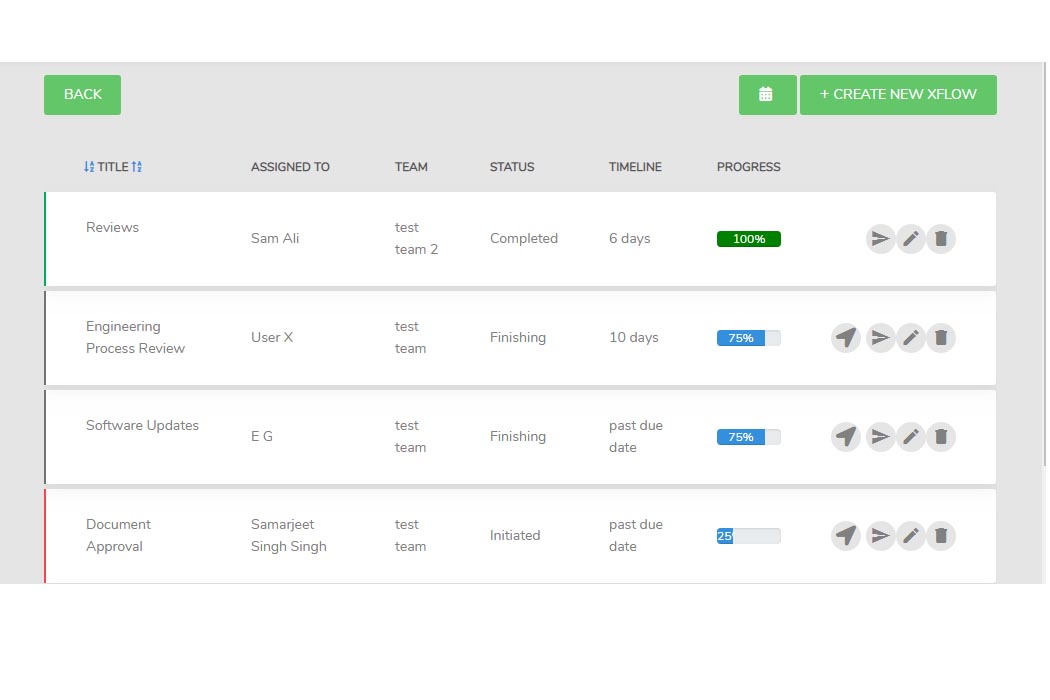 BACK
+ CREATE NEW XFLOW
TITLE ASSIGNED TO TEAM STATUS TIMELINE PROGRESS
Reviews
Sam Ali
test
team 2
Completed
6 days
100%
Engineering
Process Review
User X
test
team
Finishing
10 days
75%
Software Updates
E G
test
team
Finishing
past due
date
75%
Document
Approval
Samarjeet
Singh Singh
test
team
Initiated
past due
date
25